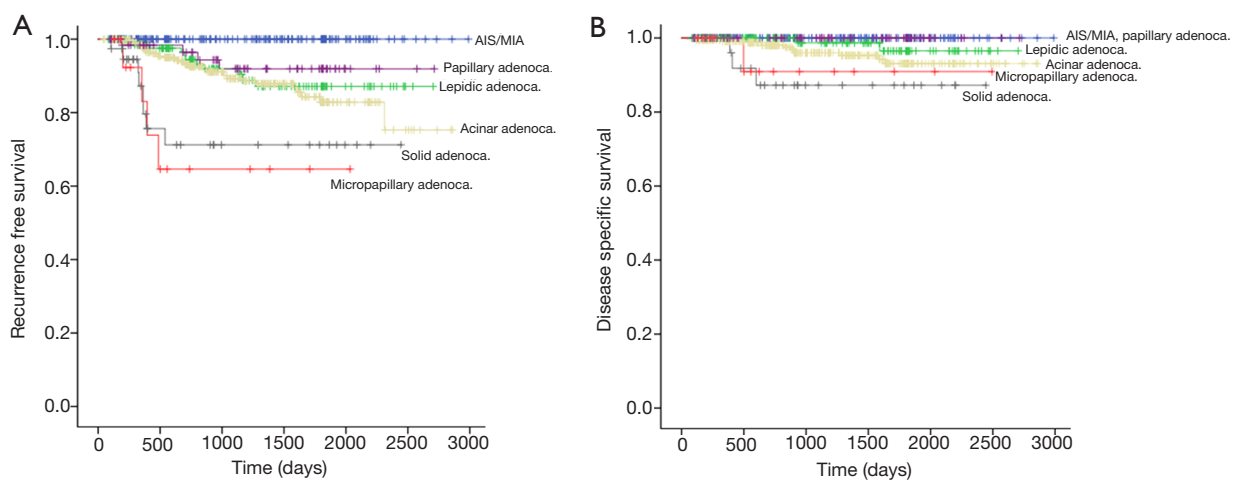 A
Recurrence free survival
1.0
0.8
0.6
0.4
0.2
0.0
AIS/MIA
Papillary adenoca.
Lepidic adenoca.
Acinar adenoca.
Solid adenoca.
Micropapillary adenoca.
0 500 1000 1500 2000 2500 3000
Time (days)
B
Disease specific survival
1.0
0.8
0.6
0.4
0.2
0.0
AIS/MIA, papillary adenoca.
Lepidic adenoca.
Acinar adenoca.
Micropapillary adenoca.
Solid adenoca.
0 500 1000 1500 2000 2500 3000
Time (days)